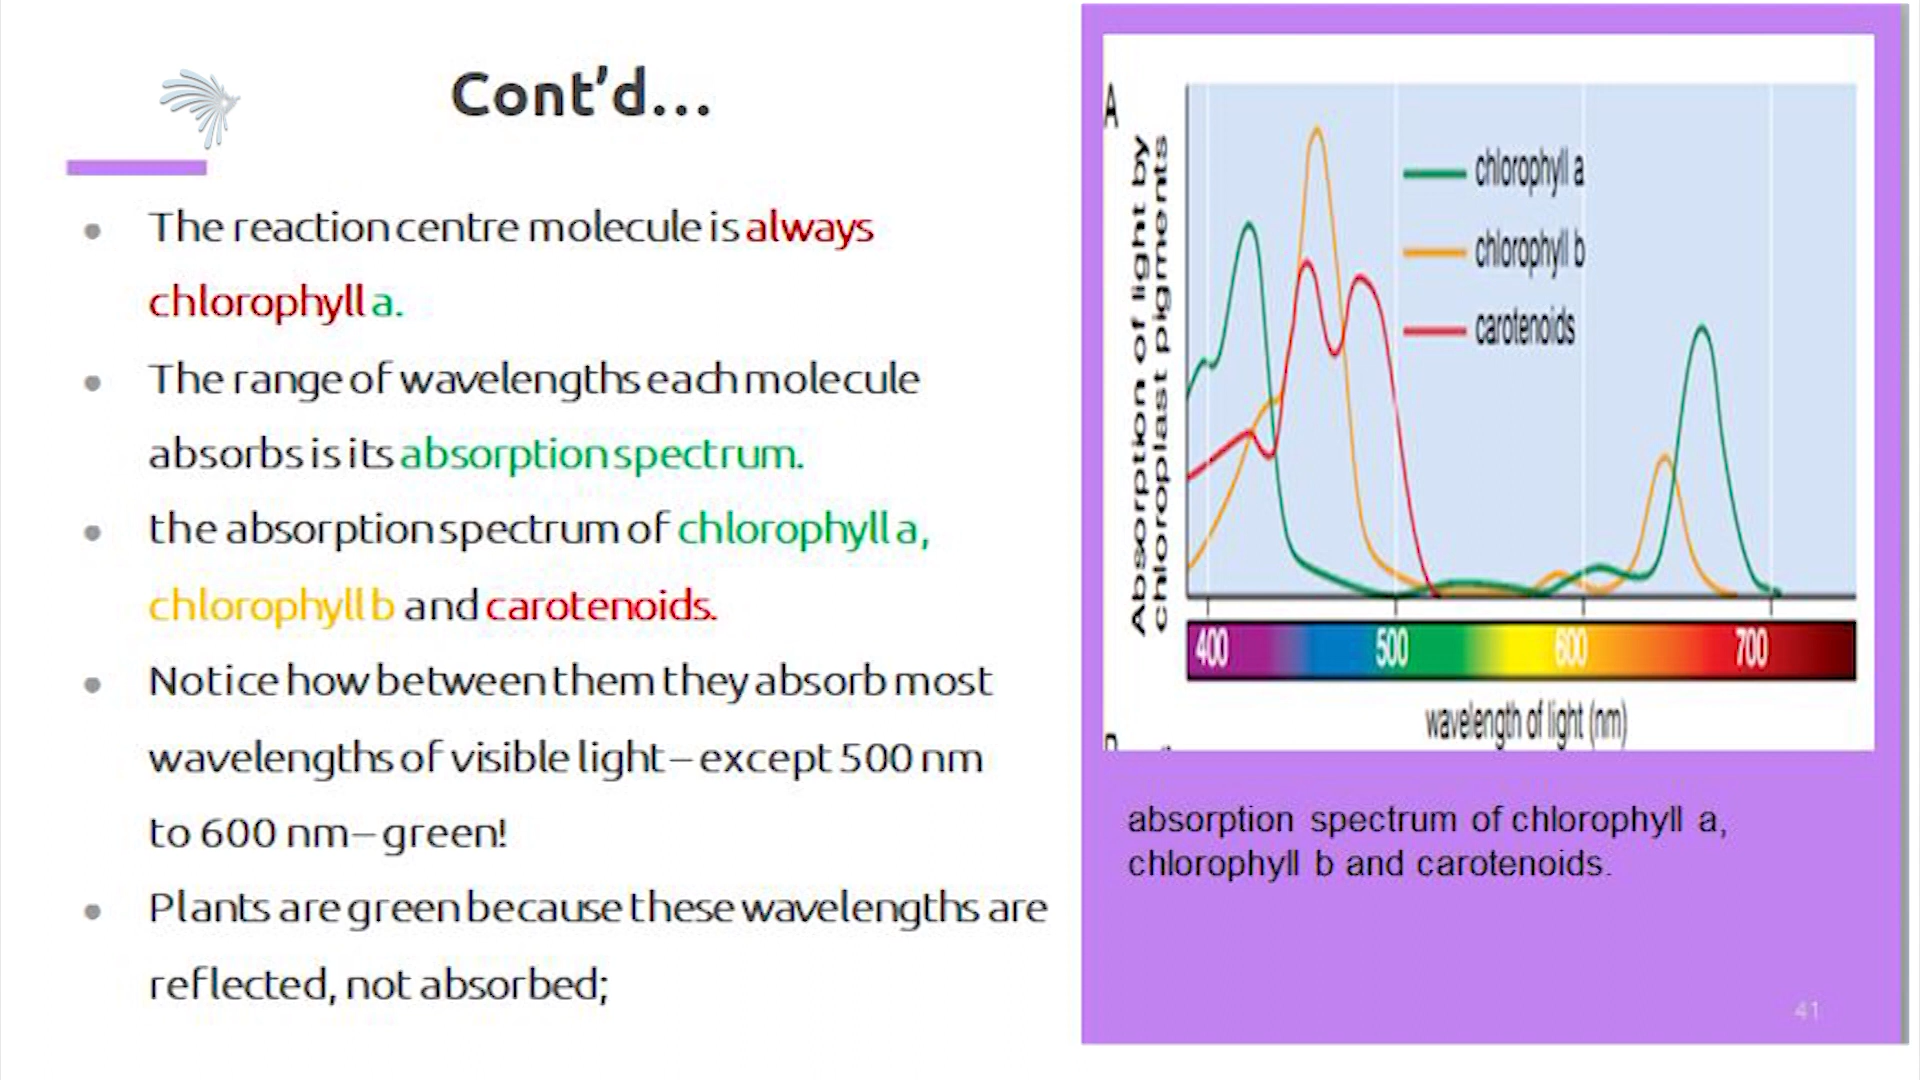 Cont’d...
The reaction centre molecule is always
chlorophyll a.
The range of wavelengths each molecule
absorbs is its absorption spectrum.
the absorption spectrum of chlorophyll a,
chlorophyll b and carotenoids.
Notice how between them they absorb most
wavelengths of visible light – except 500 nm
to 600 nm – green!
Plants are green because these wavelengths are
reflected, not absorbed;
A
Absorption of light by
chloroplast pigments
chlorophyll a
chlorophyll b
carotenoids
400 500 600 700
wavelength of light (nm)
absorption spectrum of chlorophyll a,
chlorophyll b and carotenoids.
41